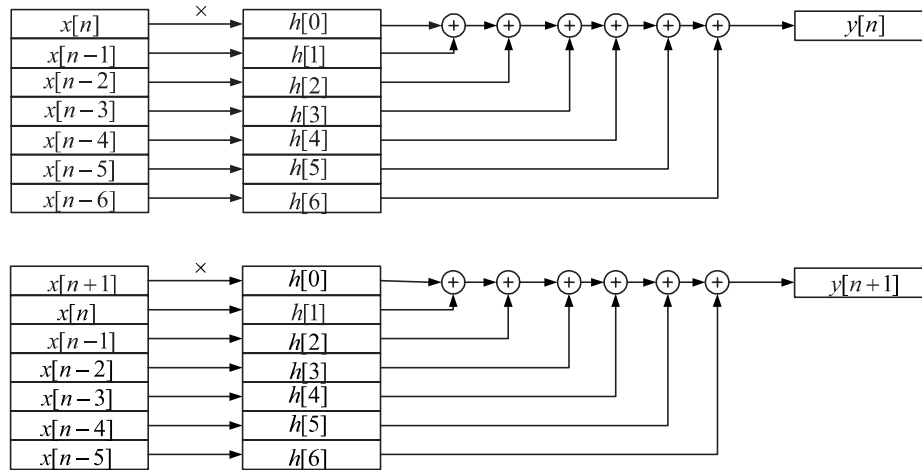 x[n] × h[0] y[n]
x[n−1] h[1]
x[n−2] h[2]
x[n−3] h[3]
x[n−4] h[4]
x[n−5] h[5]
x[n−6] h[6]
x[n+1] × h[0] y[n+1]
x[n] h[1]
x[n−1] h[2]
x[n−2] h[3]
x[n−3] h[4]
x[n−4] h[5]
x[n−5] h[6]